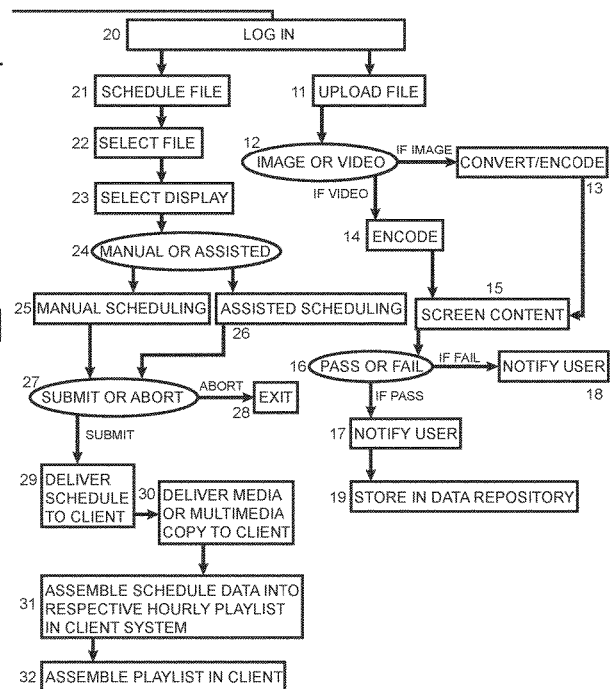 20 LOG IN
21 SCHEDULE FILE
11 UPLOAD FILE
22 SELECT FILE
12 IMAGE OR VIDEO
IF IMAGE
CONVERT/ENCODE
13
23 SELECT DISPLAY
IF VIDEO
14 ENCODE
24 MANUAL OR ASSISTED
25 MANUAL SCHEDULING
ASSISTED SCHEDULING
26
15
SCREEN CONTENT
16 PASS OR FAIL
IF FAIL
NOTIFY USER
18
27
SUBMIT OR ABORT
ABORT
28
EXIT
IF PASS
17 NOTIFY USER
SUBMIT
19 STORE IN DATA REPOSITORY
29 DELIVER
SCHEDULE
TO CLIENT
30
DELIVER MEDIA
OR MULTIMEDIA
COPY TO CLIENT
31
ASSEMBLE SCHEDULE DATA INTO
RESPECTIVE HOURLY PLAYLIST
IN CLIENT SYSTEM
32 ASSEMBLE PLAYLIST IN CLIENT